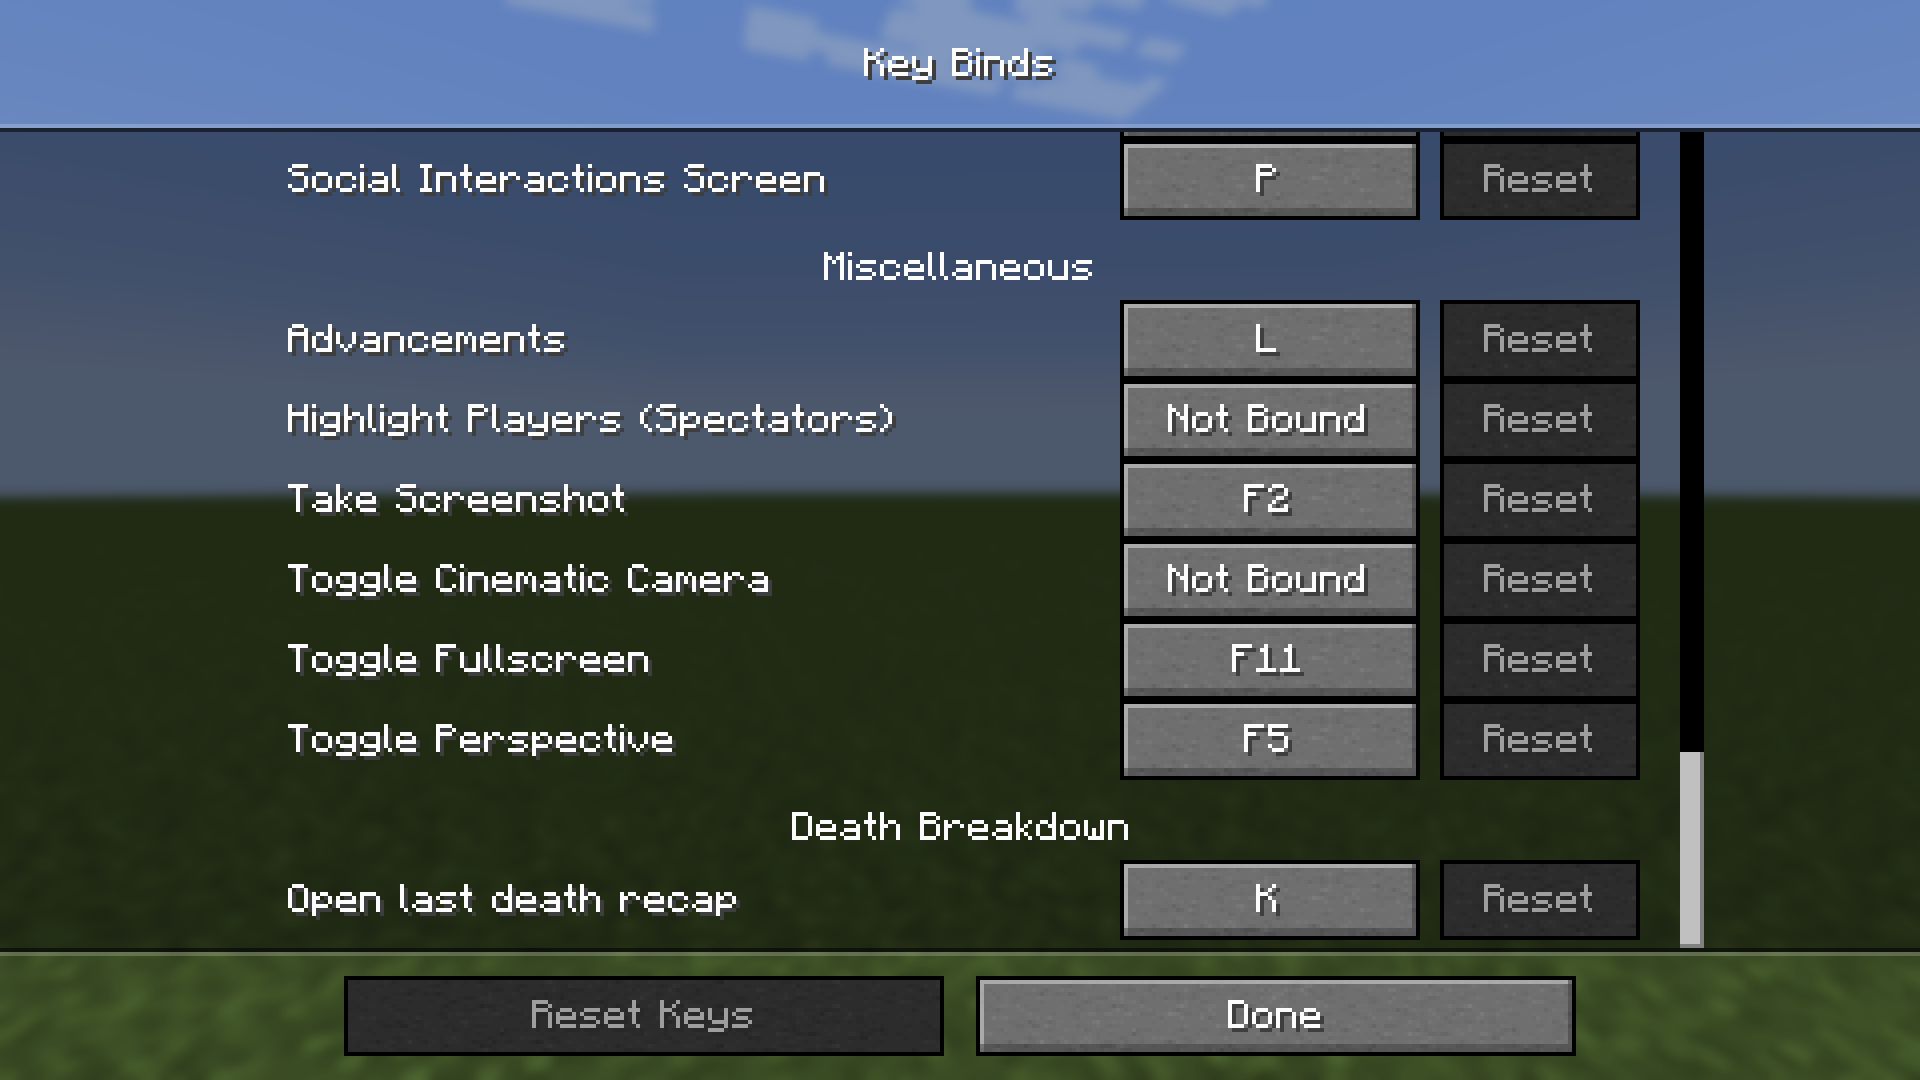 Key Binds
Social Interactions Screen P Reset
Miscellaneous
Advancements L Reset
Highlight Players (Spectators) Not Bound Reset
Take Screenshot F2 Reset
Toggle Cinematic Camera Not Bound Reset
Toggle Fullscreen F11 Reset
Toggle Perspective F5 Reset
Death Breakdown
Open last death recap K Reset
Reset Keys Done